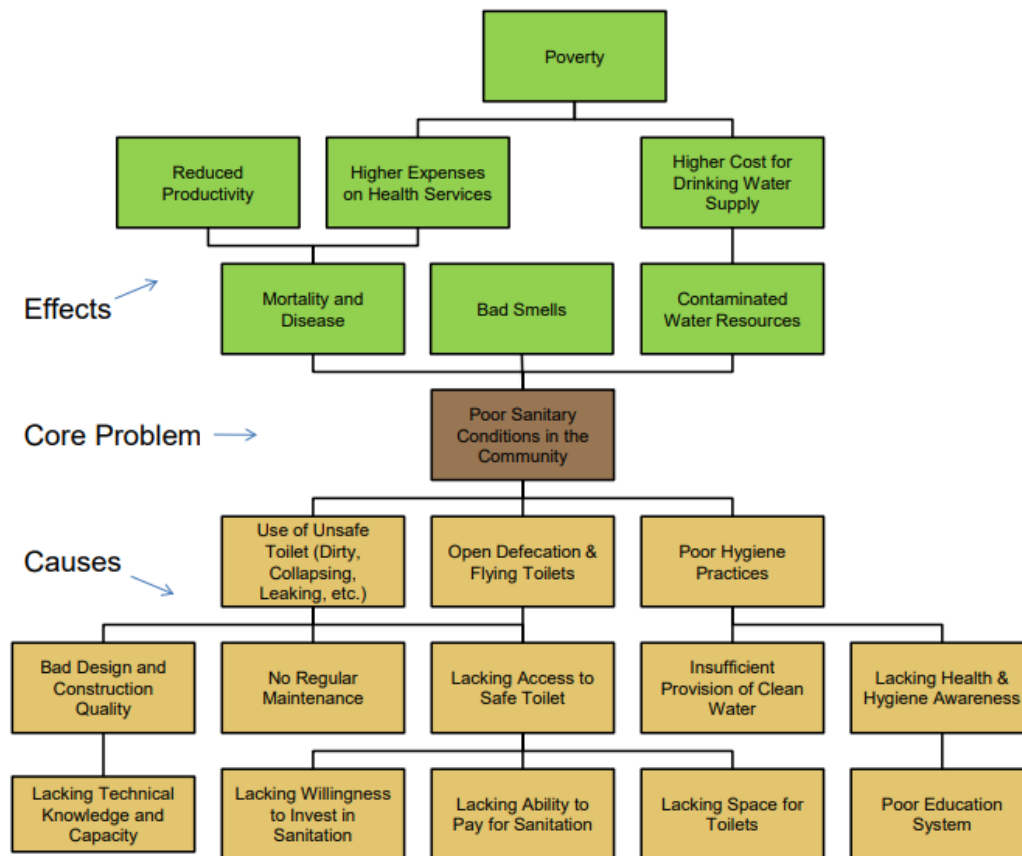 Poverty
Reduced
Productivity
Higher Expenses
on Health Services
Higher Cost for
Drinking Water
Supply
Effects
Mortality and
Disease
Bad Smells
Contaminated
Water Resources
Core Problem
Poor Sanitary
Conditions in the
Community
Causes
Use of Unsafe
Toilet (Dirty,
Collapsing,
Leaking, etc.)
Open Defecation &
Flying Toilets
Poor Hygiene
Practices
Bad Design and
Construction
Quality
No Regular
Maintenance
Lacking Access to
Safe Toilet
Insufficient
Provision of Clean
Water
Lacking Health &
Hygiene Awareness
Lacking Technical
Knowledge and
Capacity
Lacking Willingness
to Invest in
Sanitation
Lacking Ability to
Pay for Sanitation
Lacking Space for
Toilets
Poor Education
System